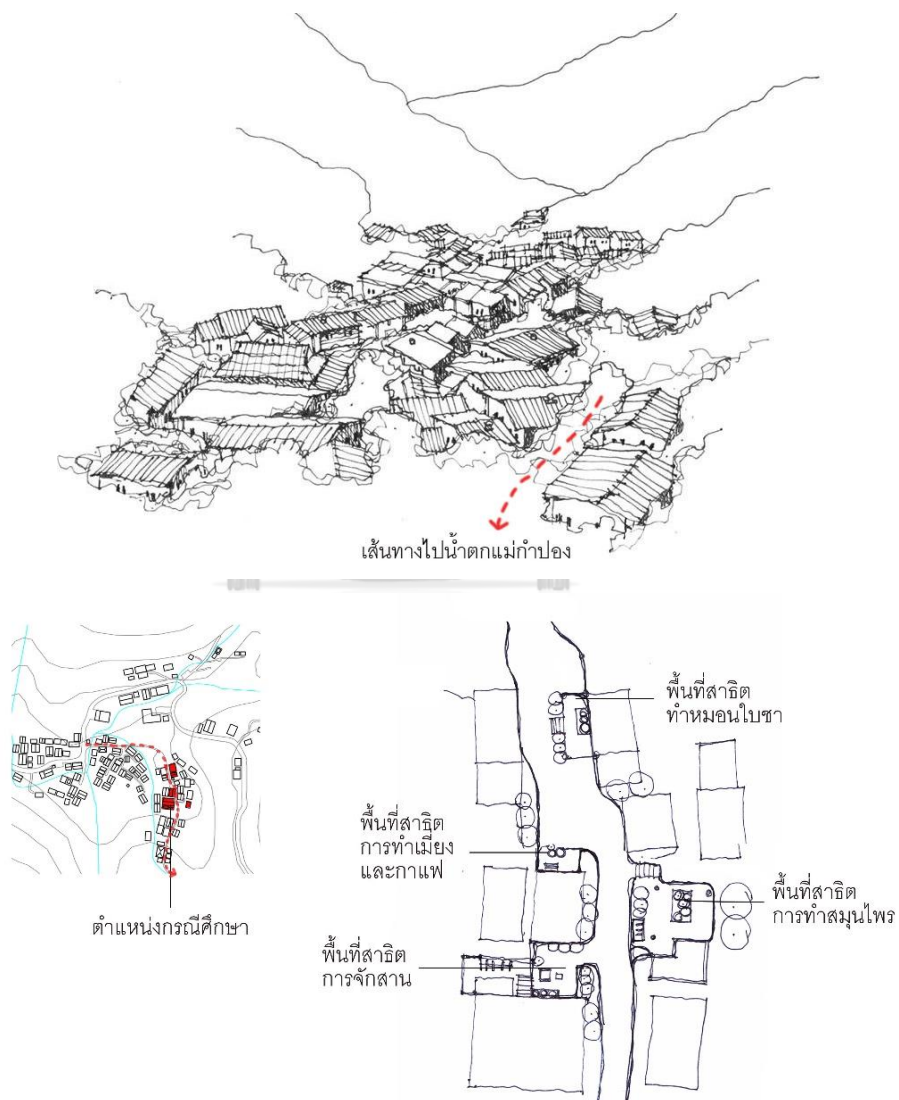 เส้นทางไปน้ำตกแม่กำปอง
พื้นที่สาธิต
ทำหมอนใบชา
พื้นที่สาธิต
การทำเมี่ยง
และกาแฟ
พื้นที่สาธิต
การทำสมุนไพร
ตำแหน่งกรณีศึกษา
พื้นที่สาธิต
การจักสาน